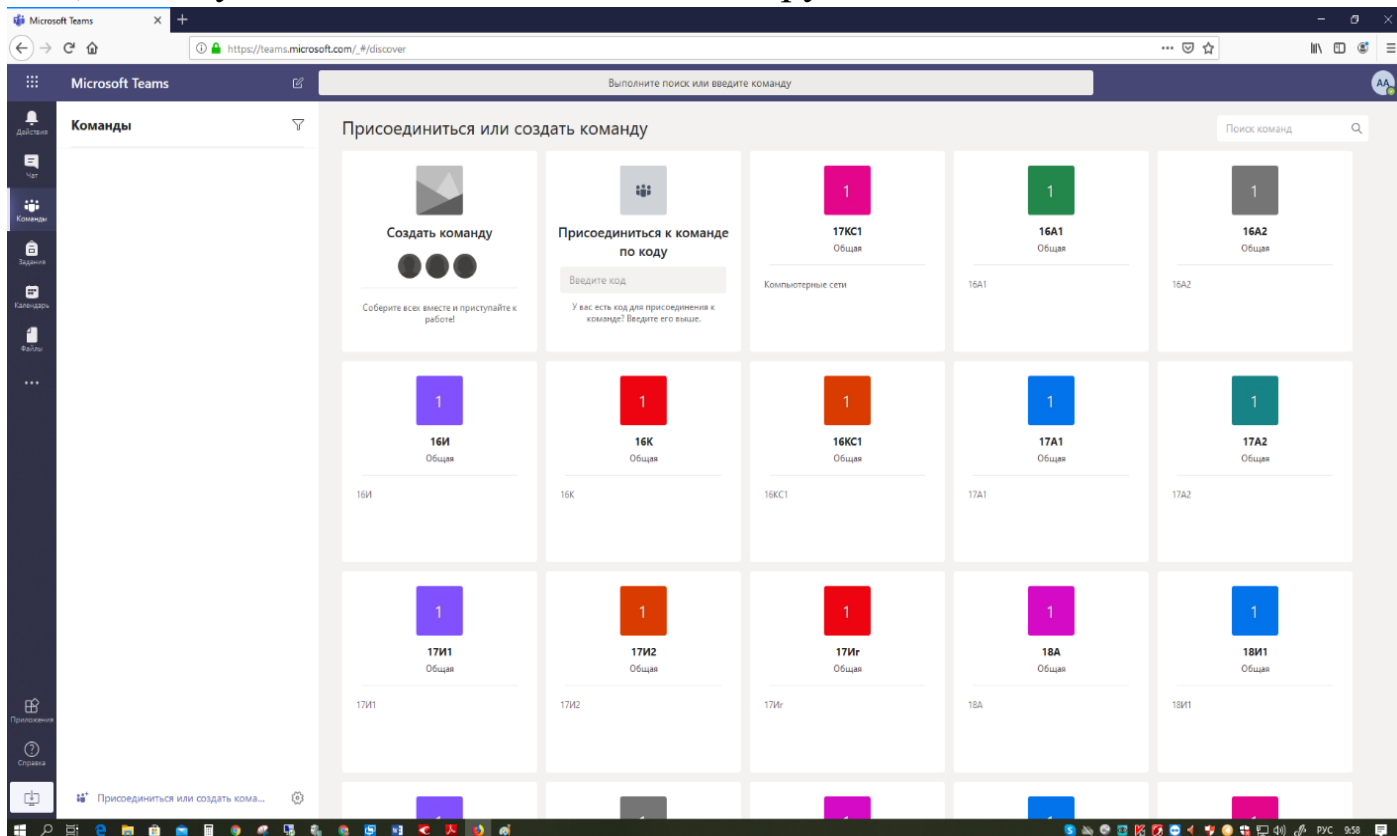 Microsoft Teams
https://teams.microsoft.com/_#/discover
Microsoft Teams
Выполните поиск или введите команду
AA
Действия
Чат
Команды
Задания
Календарь
Файлы
Приложения
Справка
Команды
Присоединиться или создать кома...
Присоединиться или создать команду
Поиск команд
Создать команду
Соберите всех вместе и приступайте к
работе!
Присоединиться к команде
по коду
Введите код
У вас есть код для присоединения к
команде? Введите его выше.
1
17КС1
Общая
Компьютерные сети
1
16А1
Общая
16А1
1
16А2
Общая
16А2
1
16И
Общая
16И
1
16К
Общая
16К
1
16КС1
Общая
16КС1
1
17А1
Общая
17А1
1
17А2
Общая
17А2
1
17И1
Общая
17И1
1
17И2
Общая
17И2
1
17Иг
Общая
17Иг
1
18А
Общая
18А
1
18И1
Общая
18И1
РУС 9:58